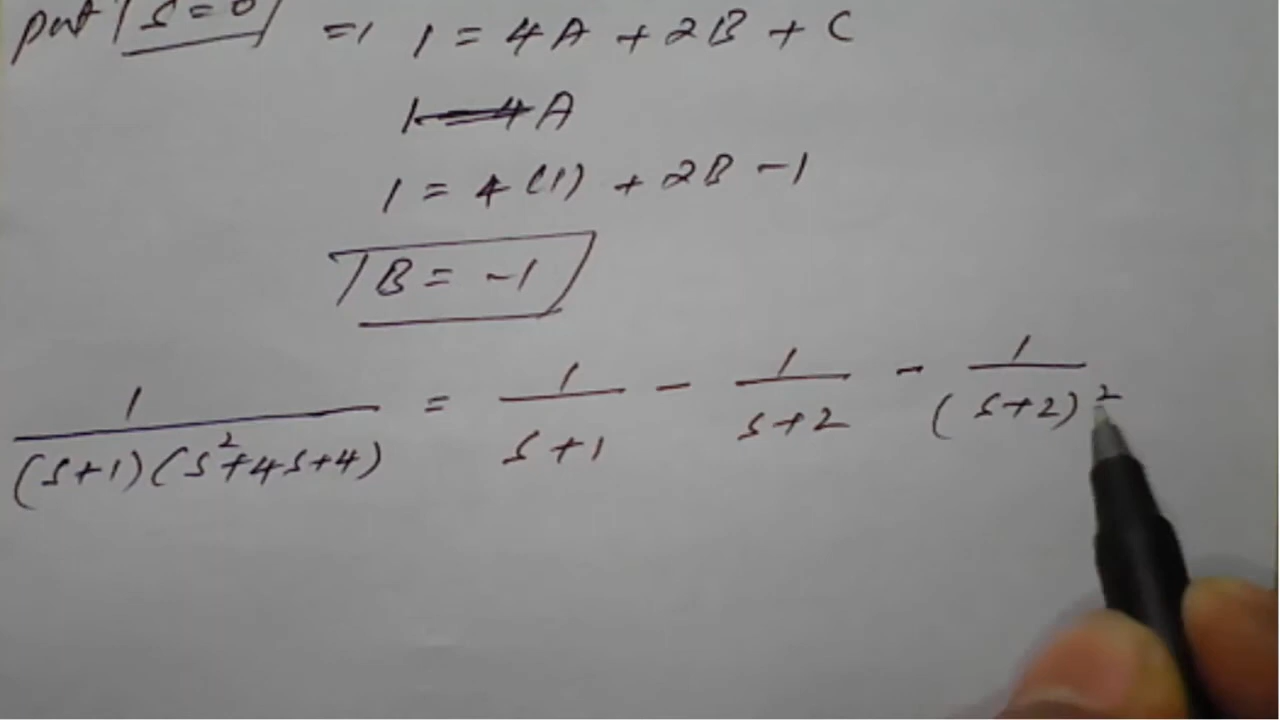 put s=0 ⇒ 1 = 4A + 2B + C
1 = 4A
1 = 4(1) + 2B - 1
B = -1
1/((s+1)(s²+4s+4)) = 1/(s+1) - 1/(s+2) - 1/(s+2)²